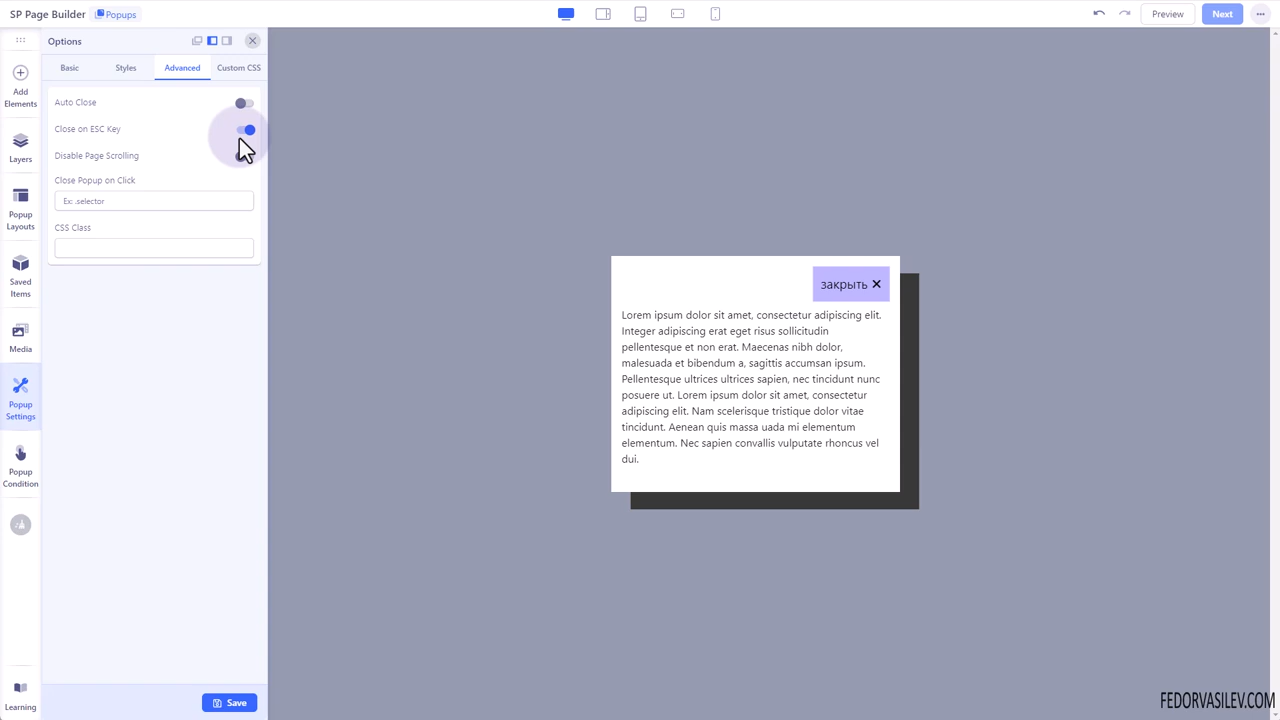 SP Page Builder
Popups
Preview
Next
Options
Basic
Styles
Advanced
Custom CSS
Add
Elements
Layers
Popup
Layouts
Saved
Items
Media
Popup
Settings
Popup
Condition
Learning
Auto Close
Close on ESC Key
Disable Page Scrolling
Close Popup on Click
Ex: .selector
CSS Class
Save
закрыть ✕
Lorem ipsum dolor sit amet, consectetur adipiscing elit.
Integer adipiscing erat eget risus sollicitudin
pellentesque et non erat. Maecenas nibh dolor,
malesuada et bibendum a, sagittis accumsan ipsum.
Pellentesque ultrices ultrices sapien, nec tincidunt nunc
posuere ut. Lorem ipsum dolor sit amet, consectetur
adipiscing elit. Nam scelerisque tristique dolor vitae
tincidunt. Aenean quis massa uada mi elementum
elementum. Nec sapien convallis vulputate rhoncus vel
dui.
FEDORVASILEV.COM